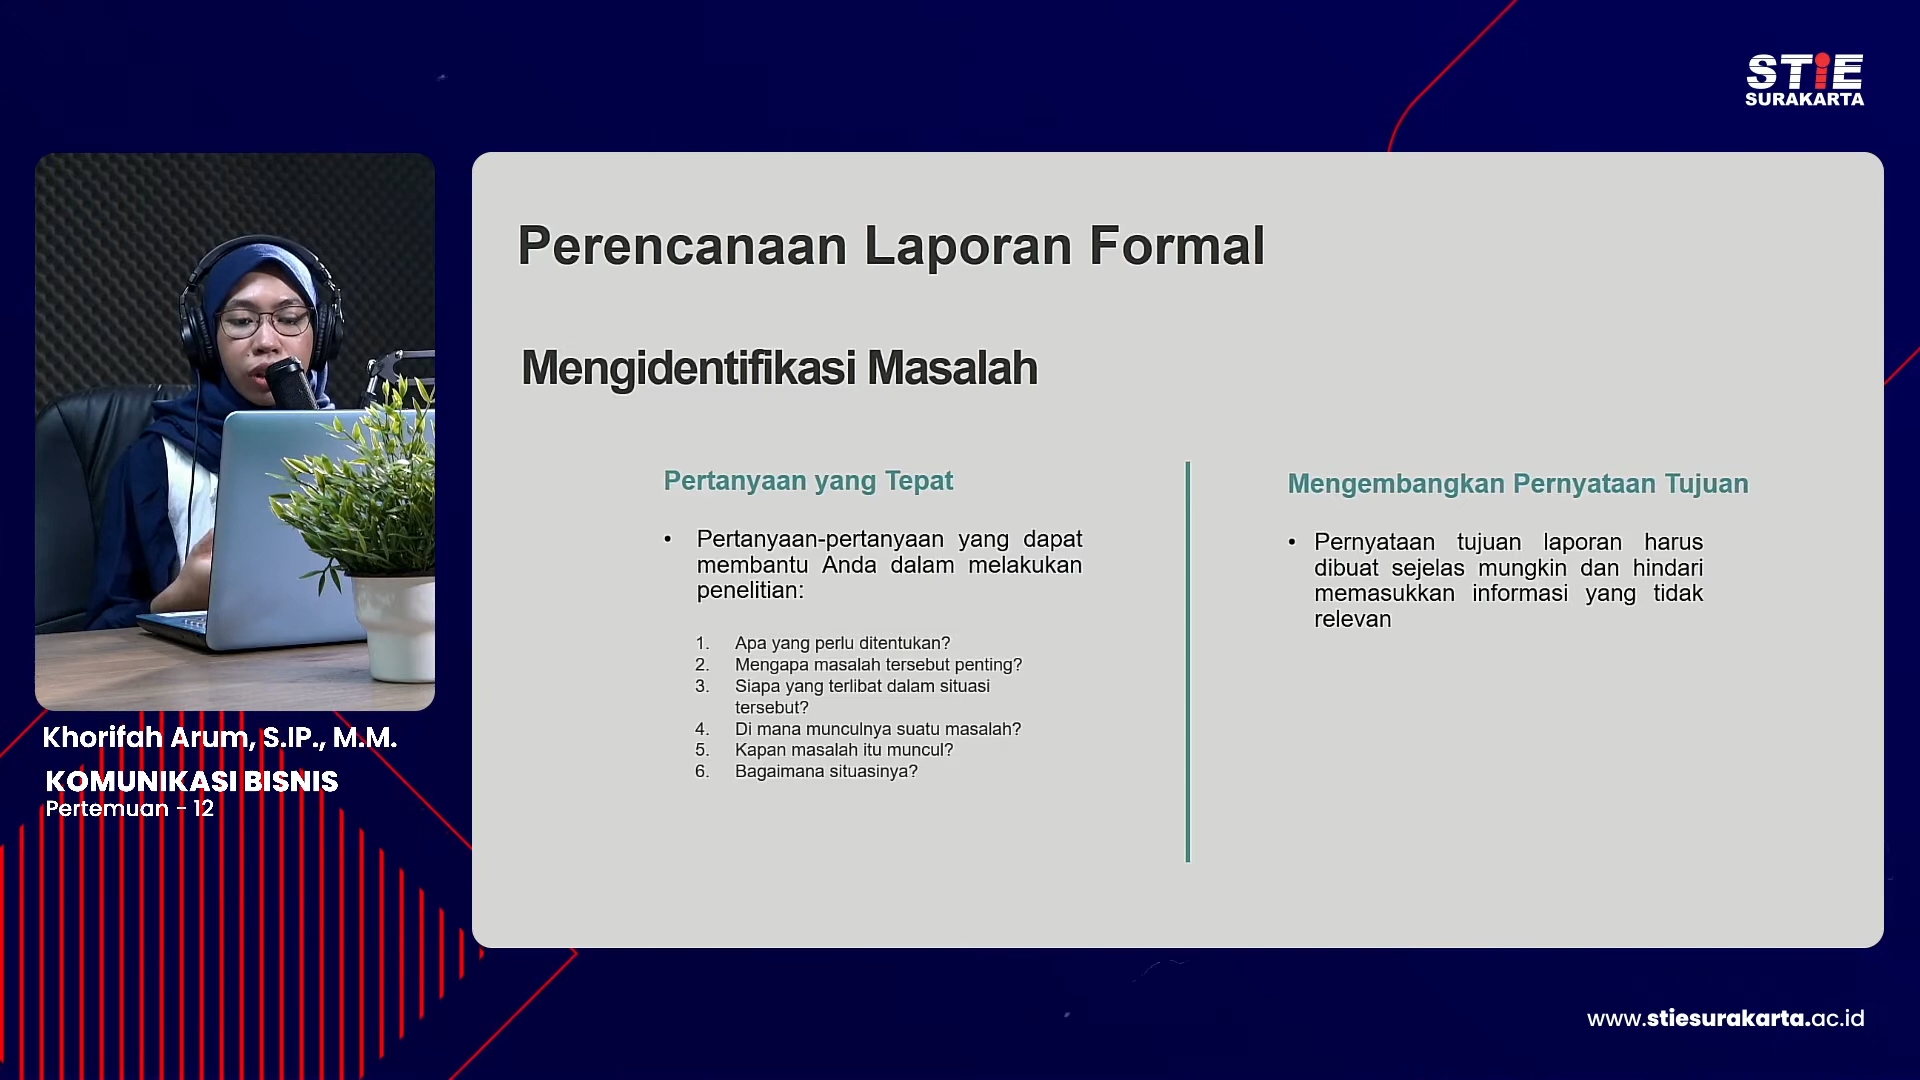 STiE
SURAKARTA
Perencanaan Laporan Formal
Mengidentifikasi Masalah
Pertanyaan yang Tepat
• Pertanyaan-pertanyaan yang dapat
membantu Anda dalam melakukan
penelitian:
1. Apa yang perlu ditentukan?
2. Mengapa masalah tersebut penting?
3. Siapa yang terlibat dalam situasi
tersebut?
4. Di mana munculnya suatu masalah?
5. Kapan masalah itu muncul?
6. Bagaimana situasinya?
Mengembangkan Pernyataan Tujuan
• Pernyataan tujuan laporan harus
dibuat sejelas mungkin dan hindari
memasukkan informasi yang tidak
relevan
Khorifah Arum, S.IP., M.M.
KOMUNIKASI BISNIS
Pertemuan - 12
www.stiesurakarta.ac.id